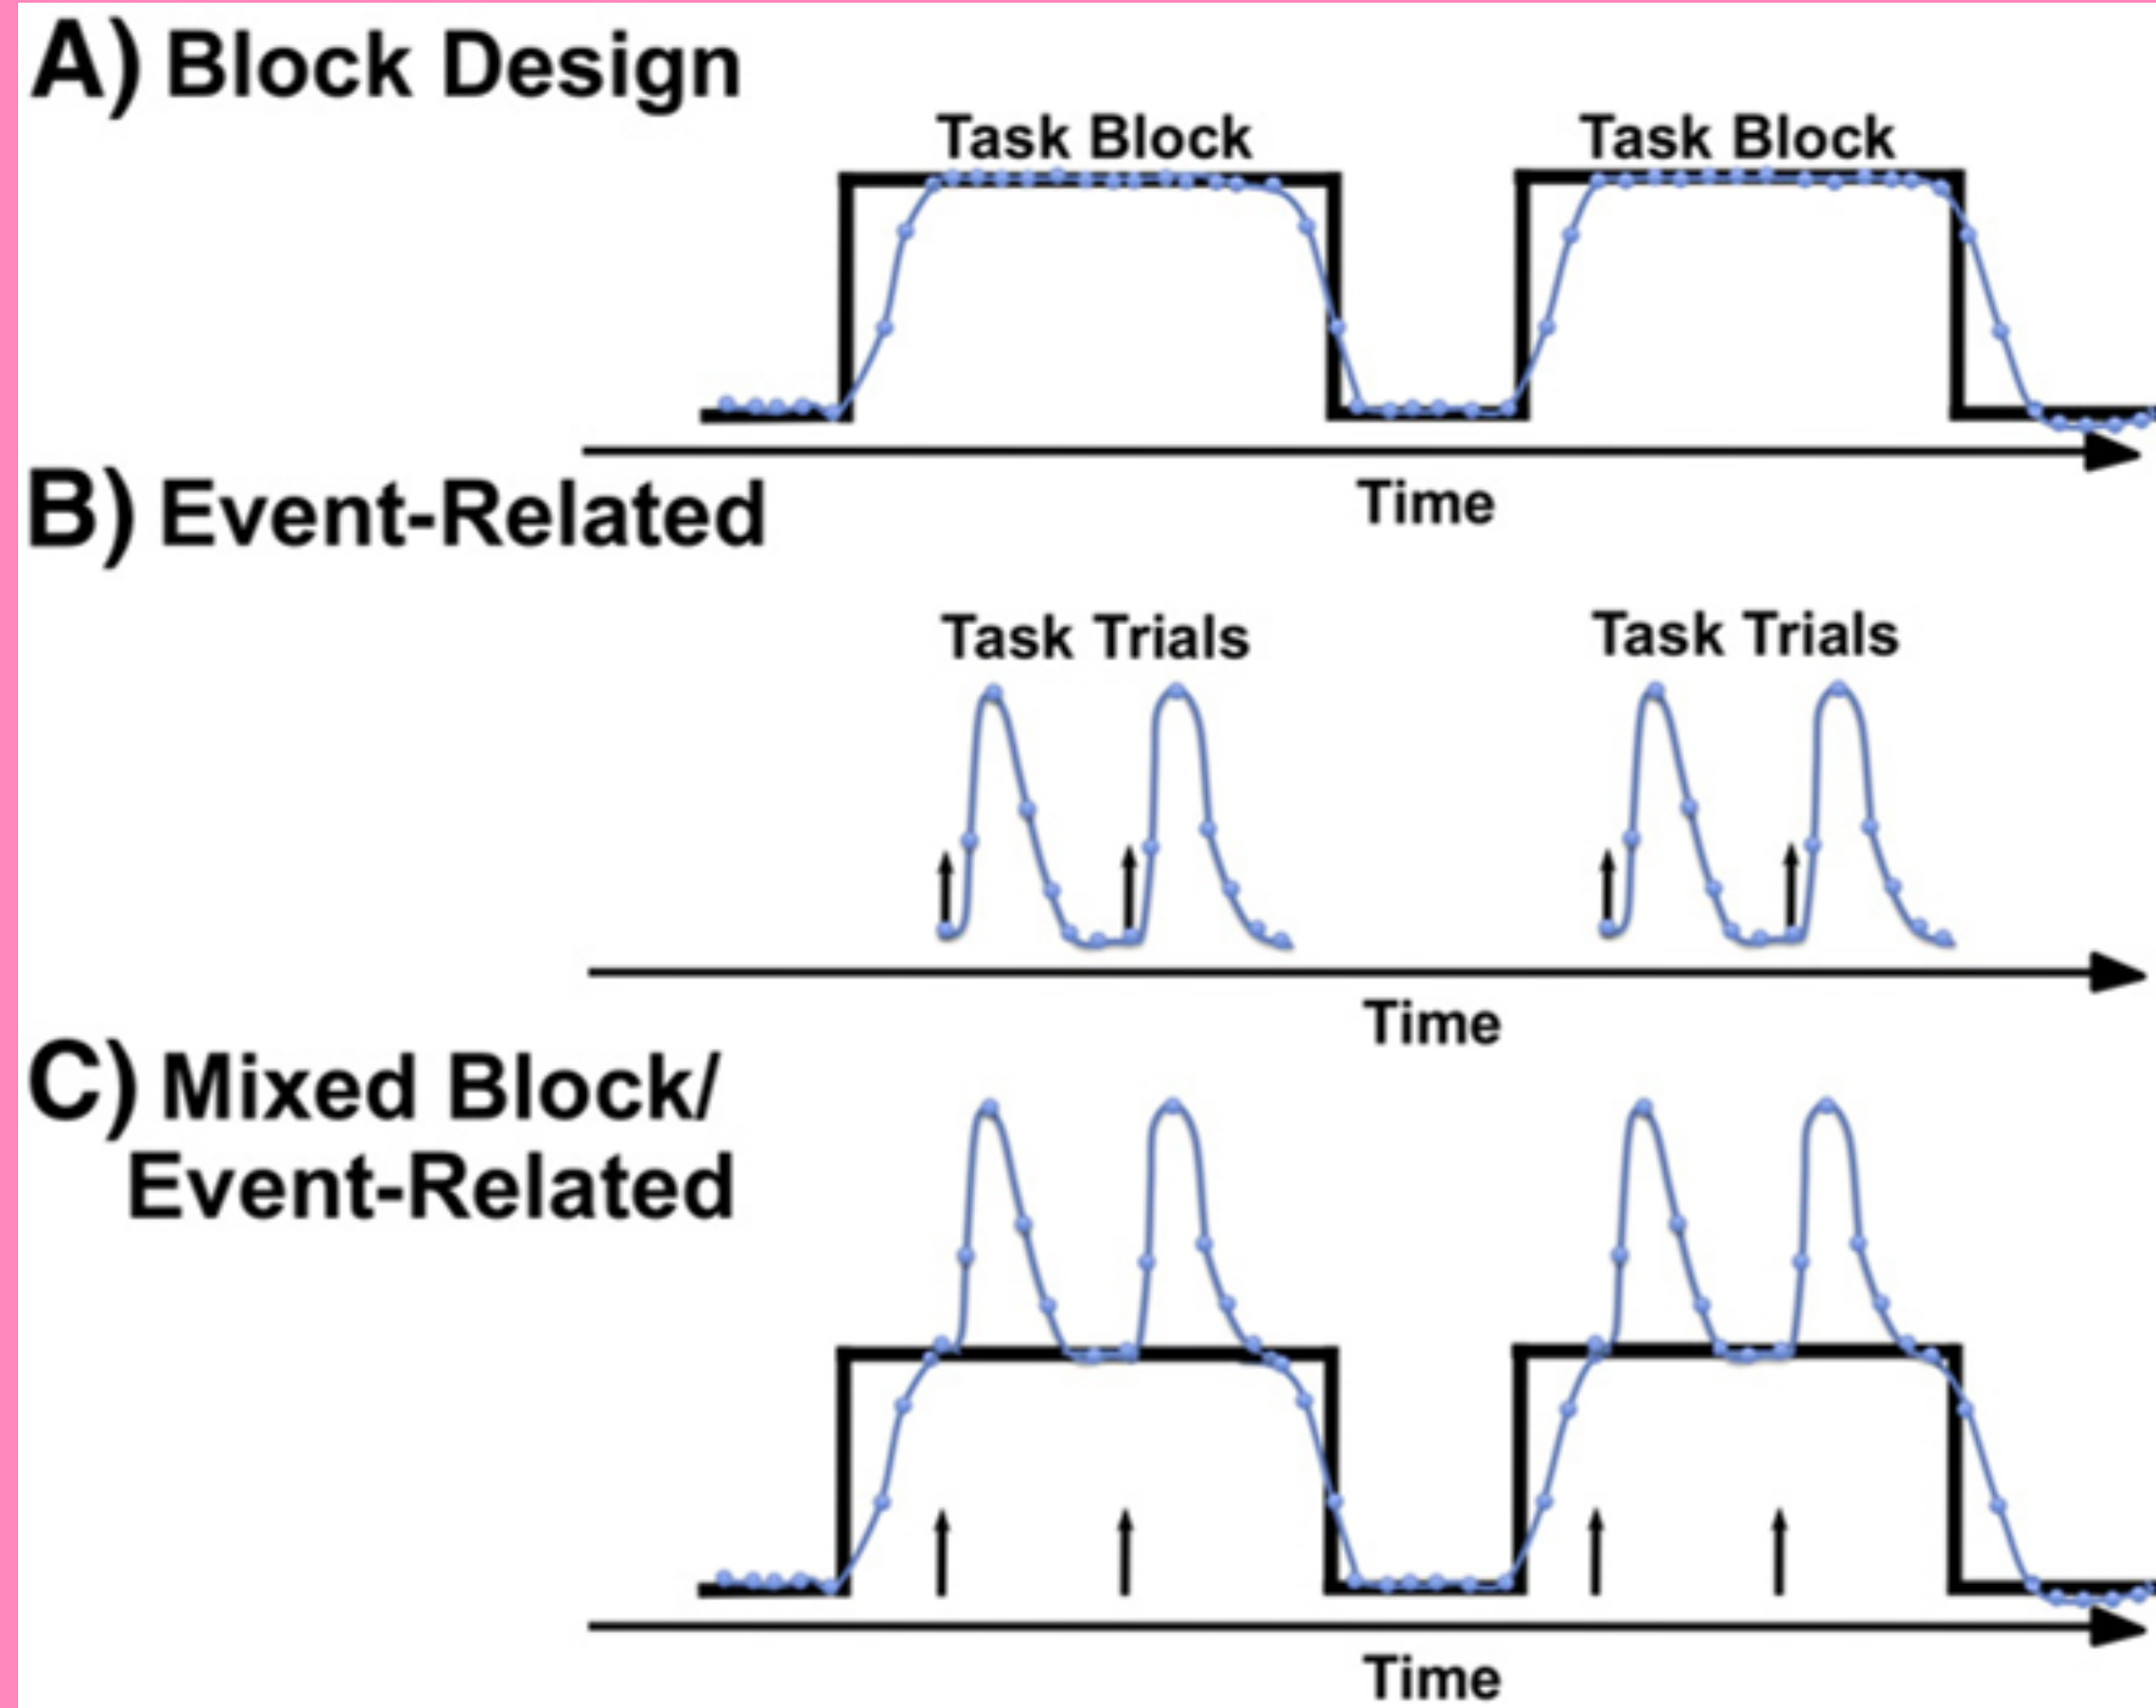 A) Block Design
Task Block
Task Block
Time
B) Event-Related
Task Trials
Task Trials
Time
C) Mixed Block/
Event-Related
Time